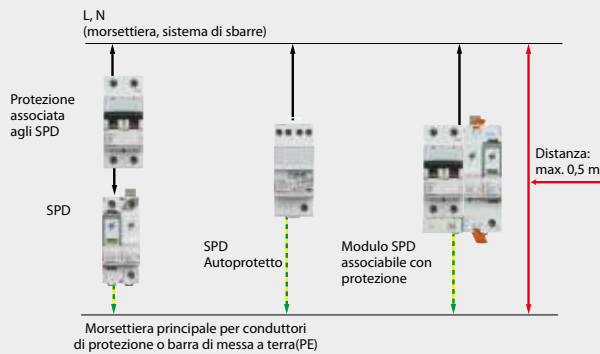 L, N
(morsettiera, sistema di sbarre)
Protezione
associata
agli SPD
SPD
SPD
Autoprotetto
Modulo SPD
associabile con
protezione
Distanza:
max. 0,5 m
Morsettiera principale per conduttori
di protezione o barra di messa a terra(PE)